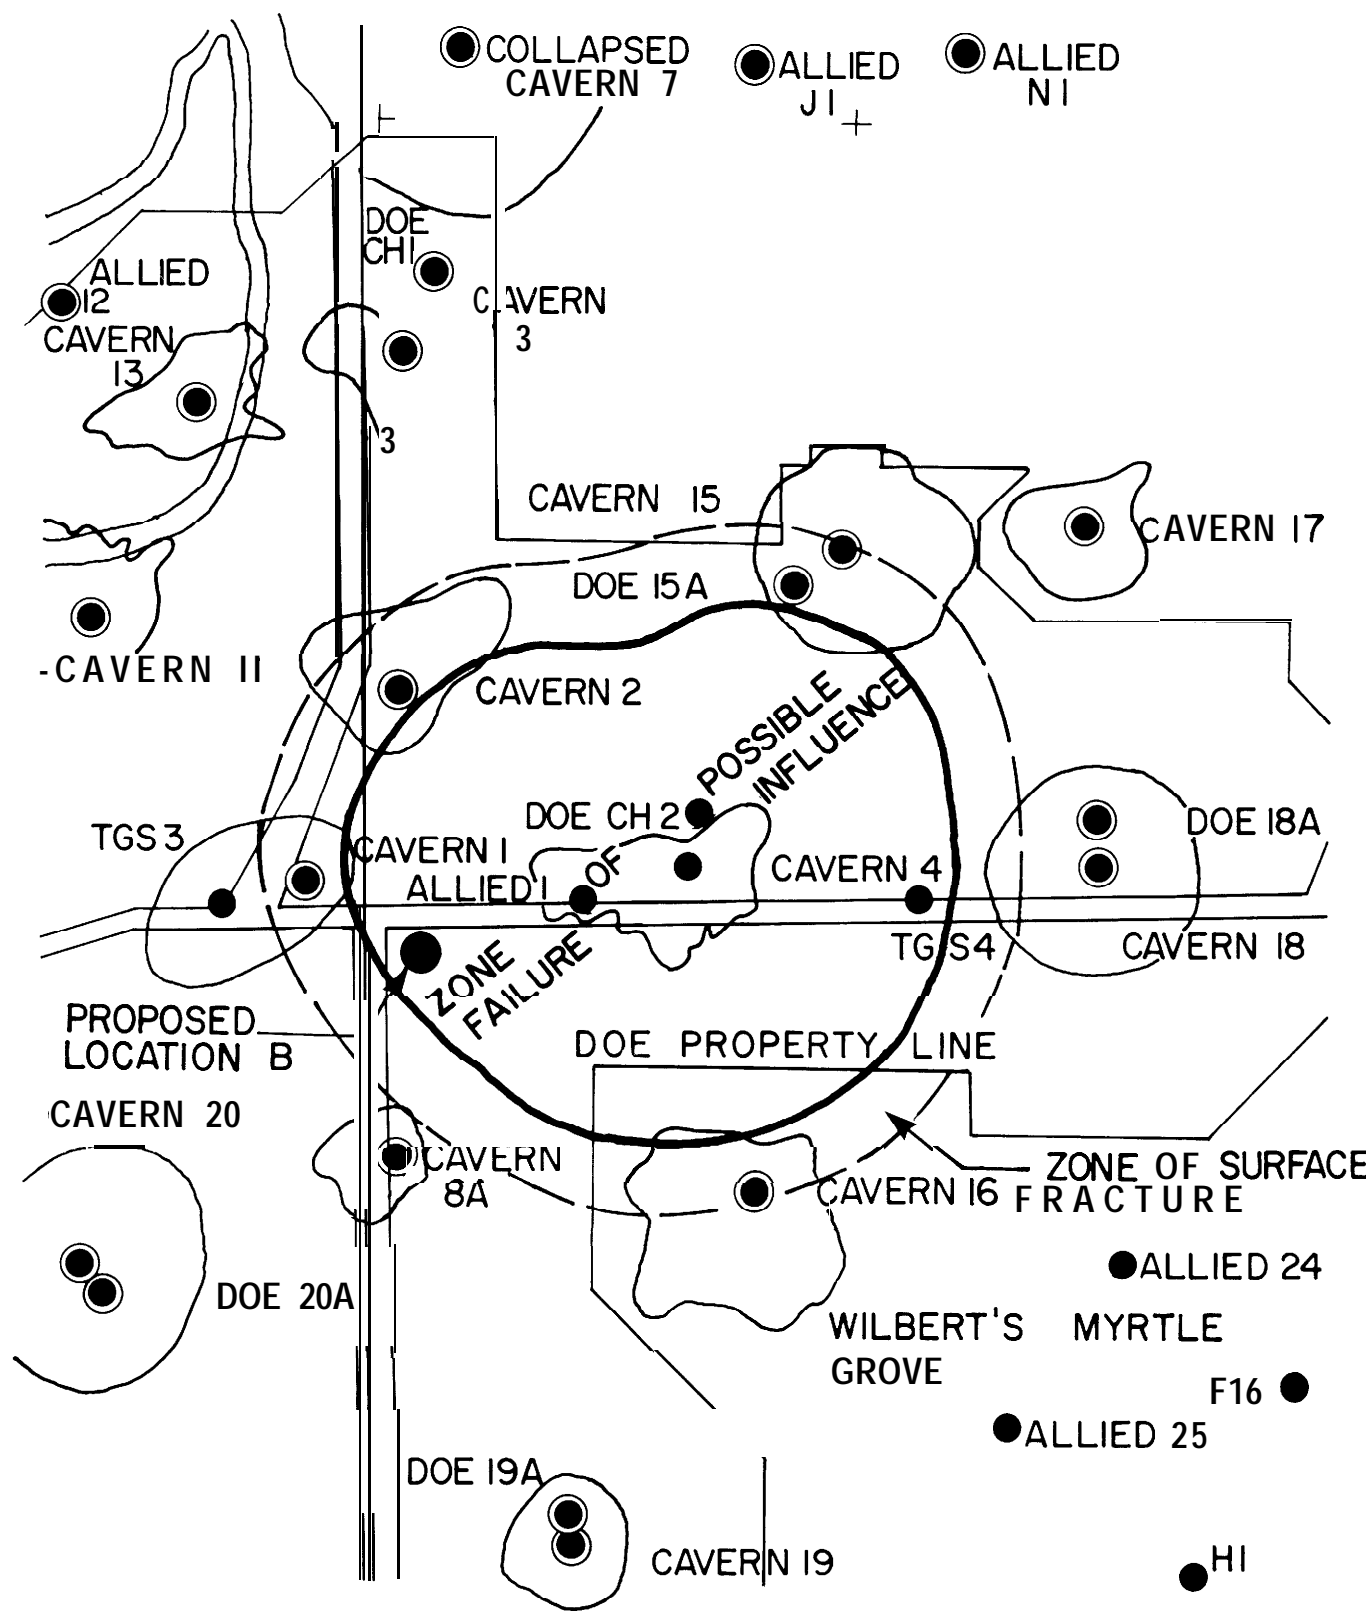 COLLAPSED
CAVERN 7
ALLIED
J1
ALLIED
N1
DOE
CH1
ALLIED
12
CAVERN
3
CAVERN
13
3
CAVERN 15
CAVERN 17
DOE 15A
-CAVERN 11
CAVERN 2
POSSIBLE
INFLUENCE
DOE CH 2
TGS 3
DOE 18A
CAVERN 1
ALLIED 1
OF
CAVERN 4
TGS4
CAVERN 18
ZONE
FAILURE
PROPOSED
LOCATION B
DOE PROPERTY LINE
CAVERN 20
CAVERN
8A
CAVERN 16
ZONE OF SURFACE
FRACTURE
ALLIED 24
DOE 20A
WILBERT'S MYRTLE
GROVE
F16
ALLIED 25
DOE 19A
CAVERN 19
H1